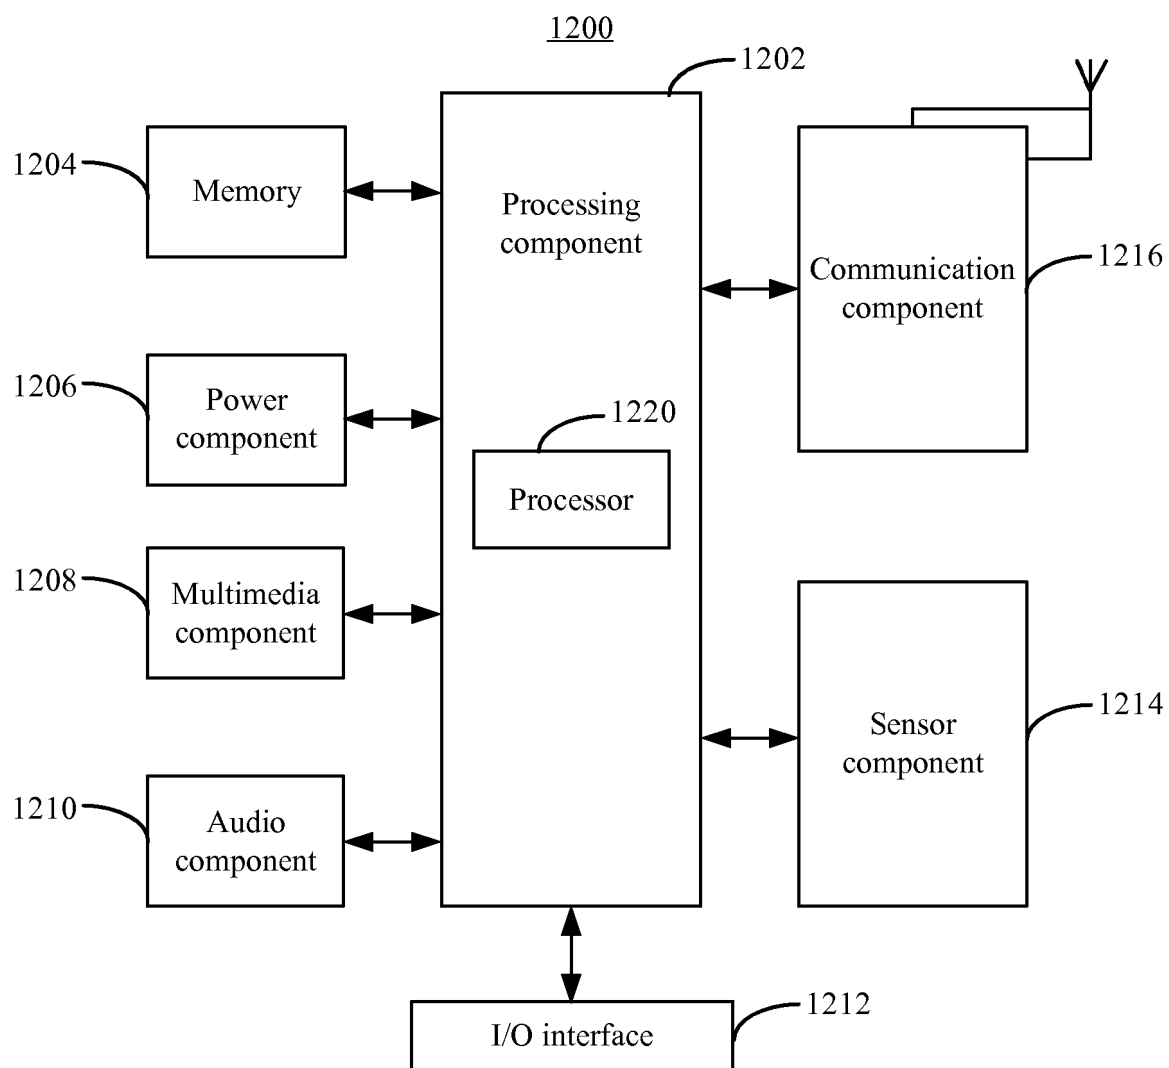 1200
1202
1204
Memory
Processing
component
Communication
component
1216
1206
Power
component
1220
Processor
1208
Multimedia
component
Sensor
component
1214
1210
Audio
component
1212
I/O interface